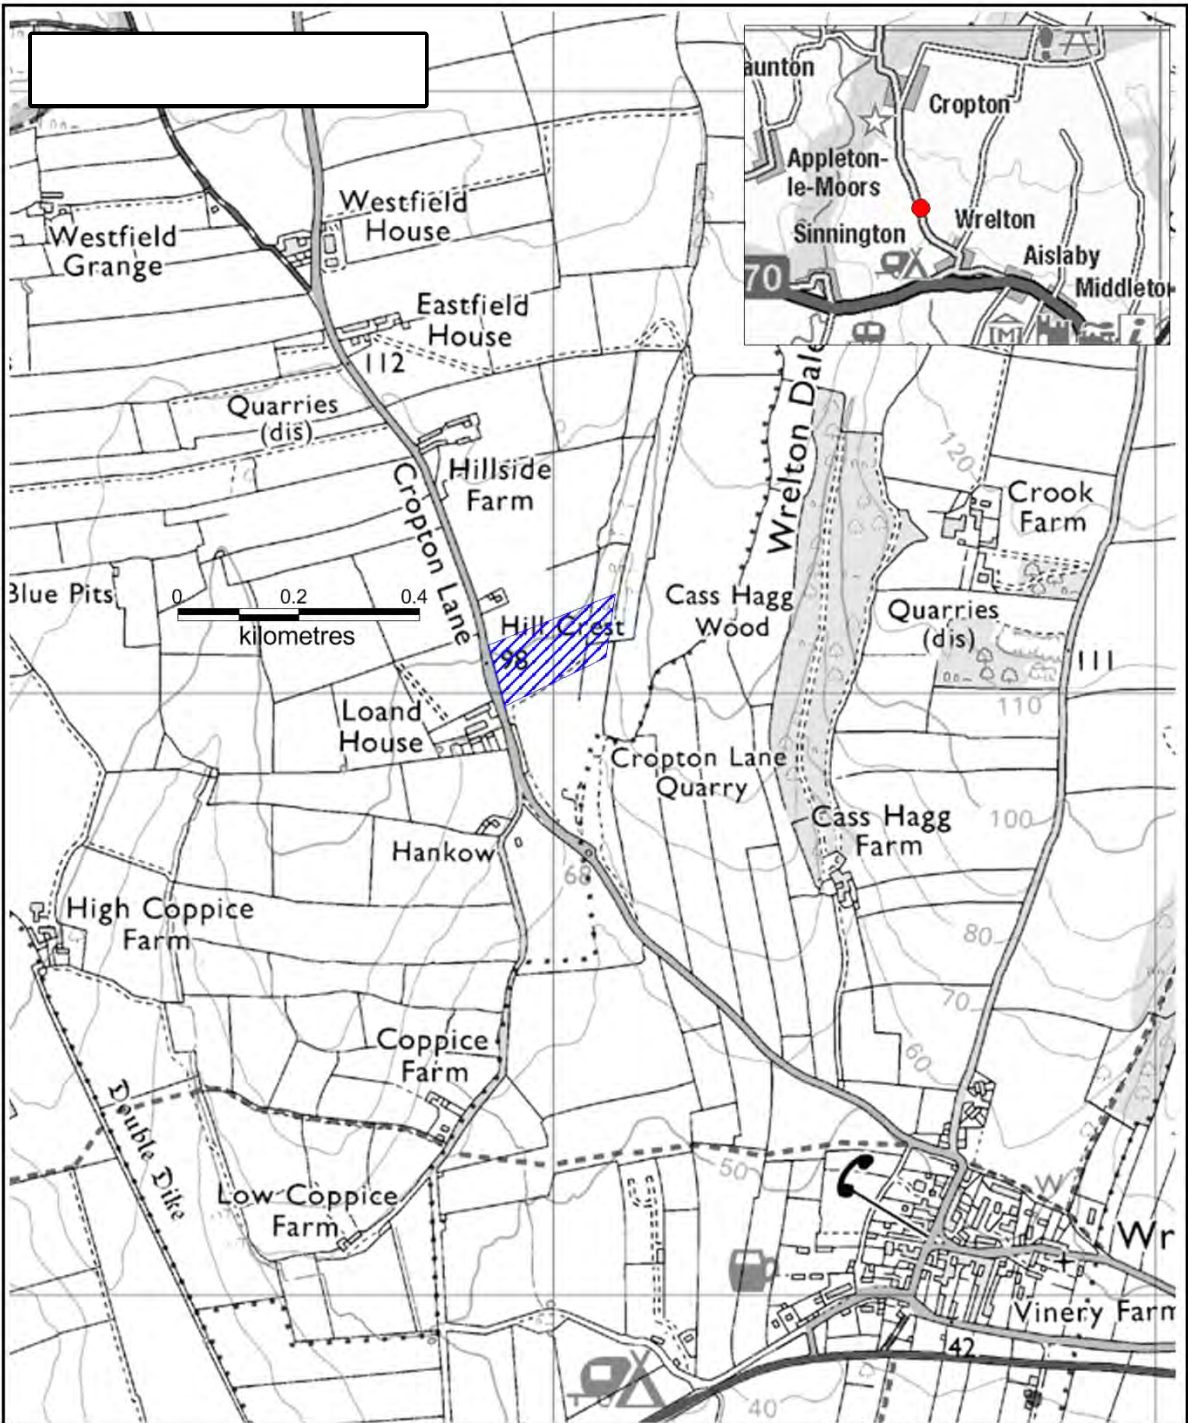 aunton
Cropton
Appleton-
le-Moors
Sinnington
Wrelton
Aislaby
Middleton
70
i
M
Westfield
House
Westfield
Grange
Eastfield
House
112
Quarries
(dis)
Hillside
Farm
Cropton Lane
Wrelton Dale
120
Crook
Farm
Blue Pits
0 0.2 0.4
kilometres
Hill Crest
98
Cass Hagg
Wood
Quarries
(dis)
111
110
Loand
House
Cropton Lane
Quarry
Cass Hagg
Farm
100
Hankow
68
High Coppice
Farm
80
70
60
Coppice
Farm
Double Dike
50
W
Low Coppice
Farm
Wr
Vinery Farm
42
40